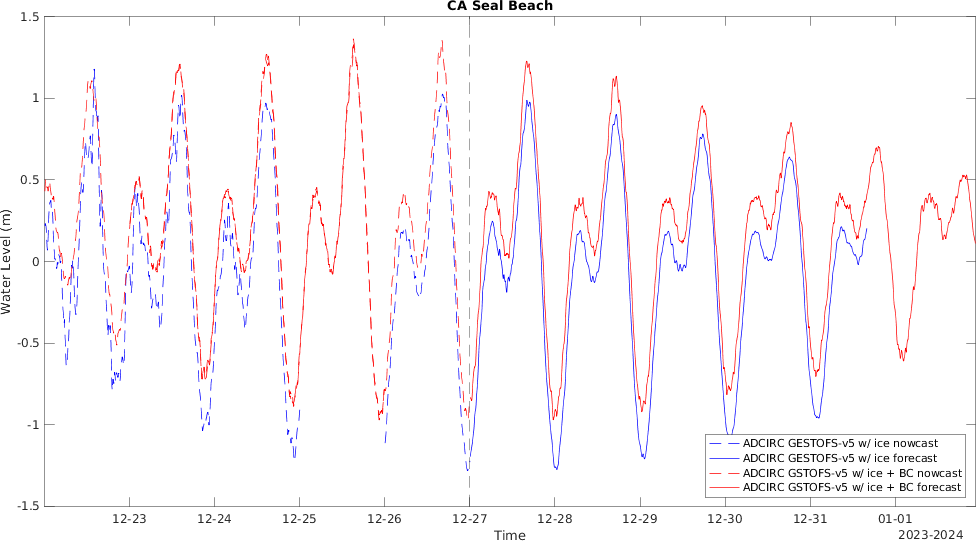 CA Seal Beach
1.5
1
0.5
0
-0.5
-1
-1.5
Water Level (m)
12-23
12-24
12-25
12-26
12-27
12-28
12-29
12-30
12-31
01-01
Time
2023-2024
ADCIRC GESTOFS-v5 w/ ice nowcast
ADCIRC GESTOFS-v5 w/ ice forecast
ADCIRC GSTOFS-v5 w/ ice + BC nowcast
ADCIRC GSTOFS-v5 w/ ice + BC forecast